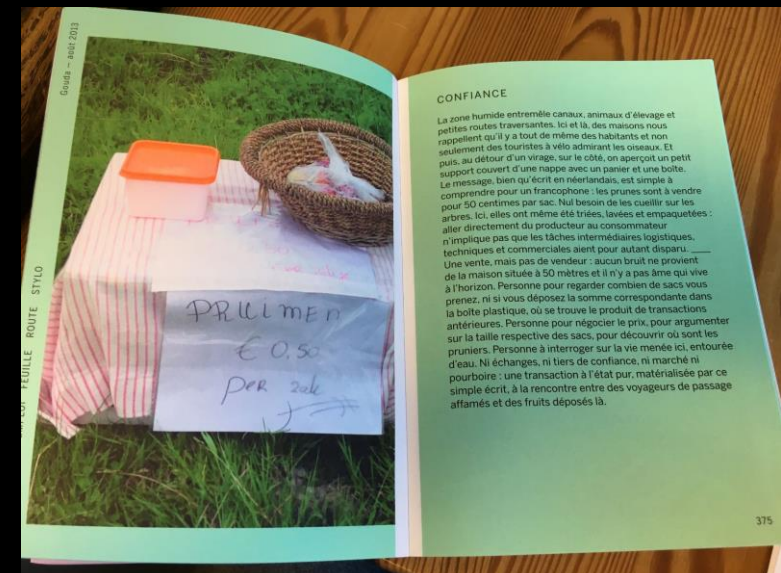 Gouda — août 2013
FEUILLE ROUTE STYLO
PRUIMEN
€ 0,50
per zak
CONFIANCE
La zone humide entremêle canaux, animaux d'élevage et
petites routes traversantes. Ici et là, des maisons nous
rappellent qu'il y a tout de même des habitants et non
seulement des touristes à vélo admirant les oiseaux. Et
puis, au détour d'un virage, sur le côté, on aperçoit un petit
support couvert d'une nappe avec un panier et une boîte.
Le message, bien qu'écrit en néerlandais, est simple à
comprendre pour un francophone : les prunes sont à vendre
pour 50 centimes par sac. Nul besoin de les cueillir sur les
arbres. Ici, elles ont même été triées, lavées et empaquetées :
aller directement du producteur au consommateur
n'implique pas que les tâches intermédiaires logistiques,
techniques et commerciales aient pour autant disparu. ___
Une vente, mais pas de vendeur : aucun bruit ne provient
de la maison située à 50 mètres et il n'y a pas âme qui vive
à l'horizon. Personne pour regarder combien de sacs vous
prenez, ni si vous déposez la somme correspondante dans
la boîte plastique, où se trouve le produit de transactions
antérieures. Personne pour négocier le prix, pour argumenter
sur la taille respective des sacs, pour découvrir où sont les
pruniers. Personne à interroger sur la vie menée ici, entourée
d'eau. Ni échanges, ni tiers de confiance, ni marché ni
pourboire : une transaction à l'état pur, matérialisée par ce
simple écrit, à la rencontre entre des voyageurs de passage
affamés et des fruits déposés là.
375